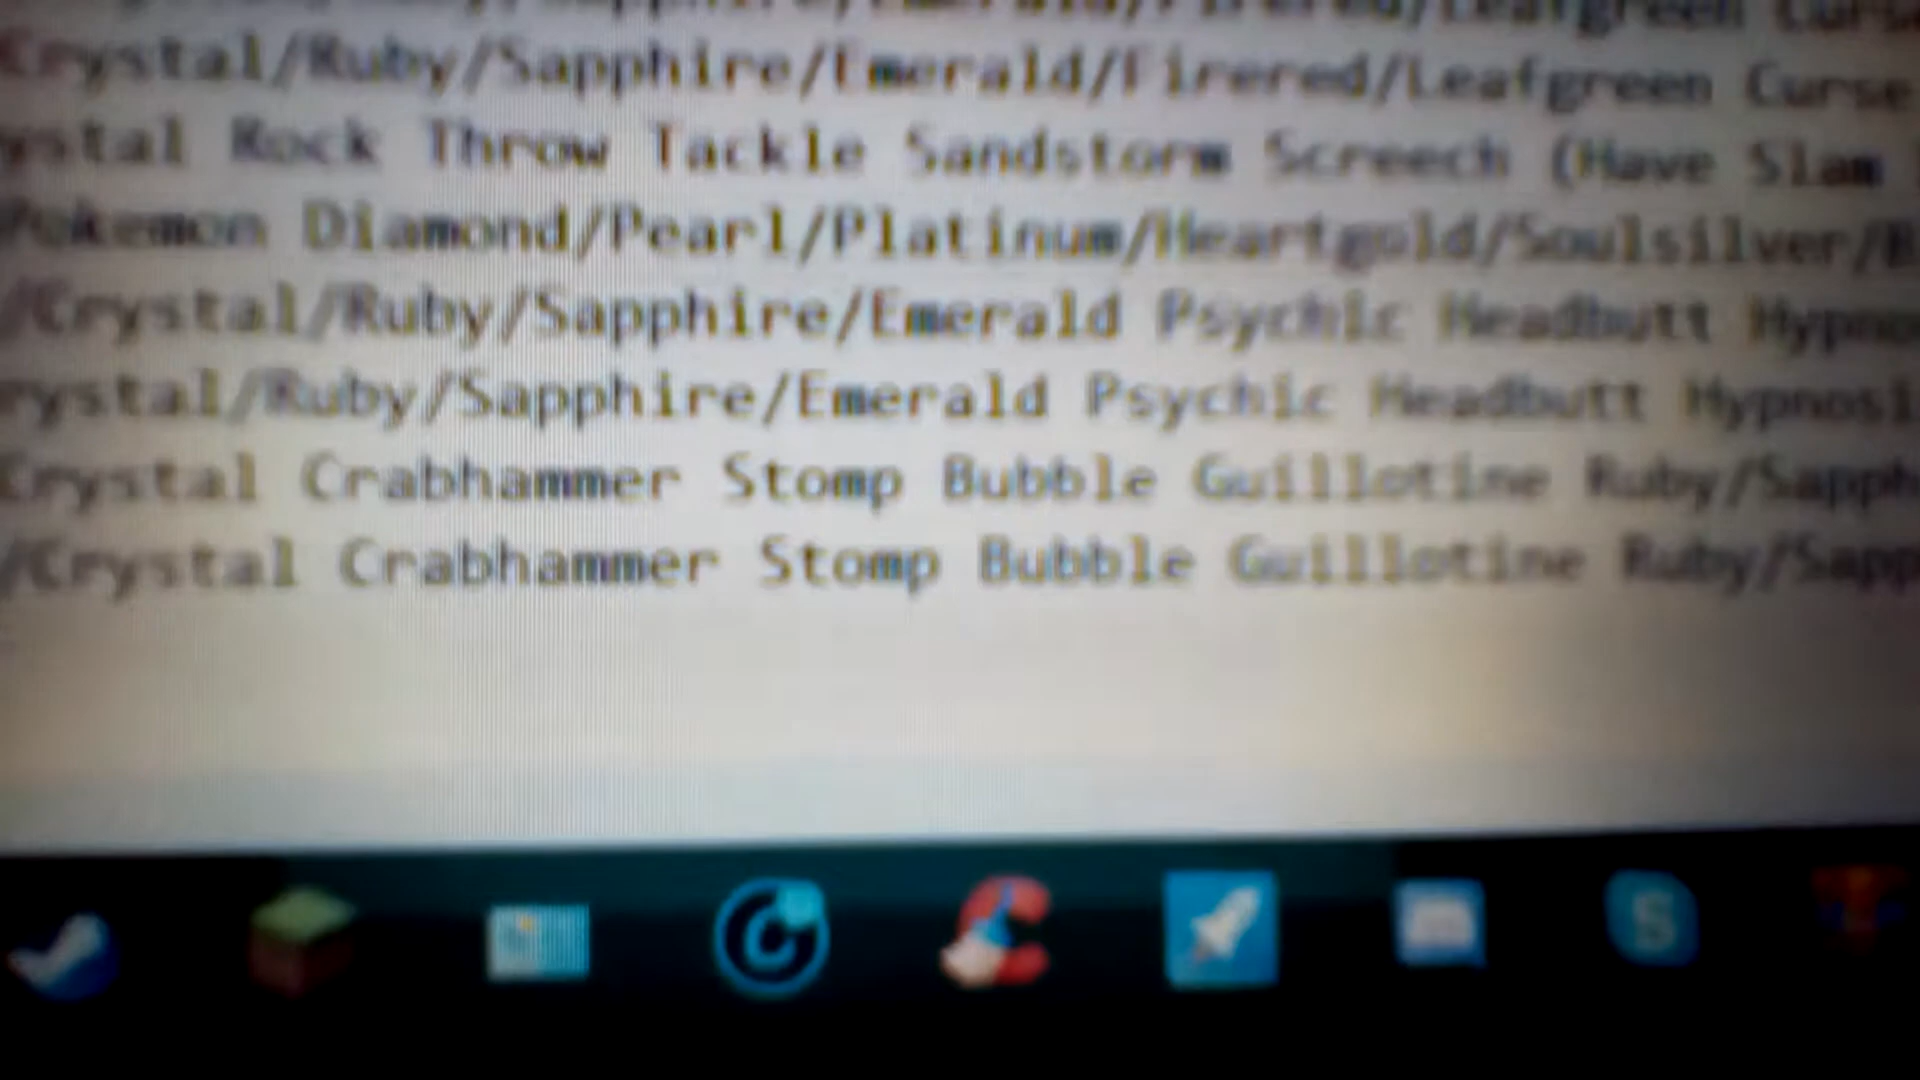 Crystal/Ruby/Sapphire/Emerald/Firered/Leafgreen Curse
ystal Rock Throw Tackle Sandstorm Screech (Have Slam
Pokemon Diamond/Pearl/Platinum/Heartgold/Soulsilver/B
/Crystal/Ruby/Sapphire/Emerald Psychic Headbutt Hypno
rystal/Ruby/Sapphire/Emerald Psychic Headbutt Hypnosi
Crystal Crabhammer Stomp Bubble Guillotine Ruby/Sapph
/Crystal Crabhammer Stomp Bubble Guillotine Ruby/Sapp
S